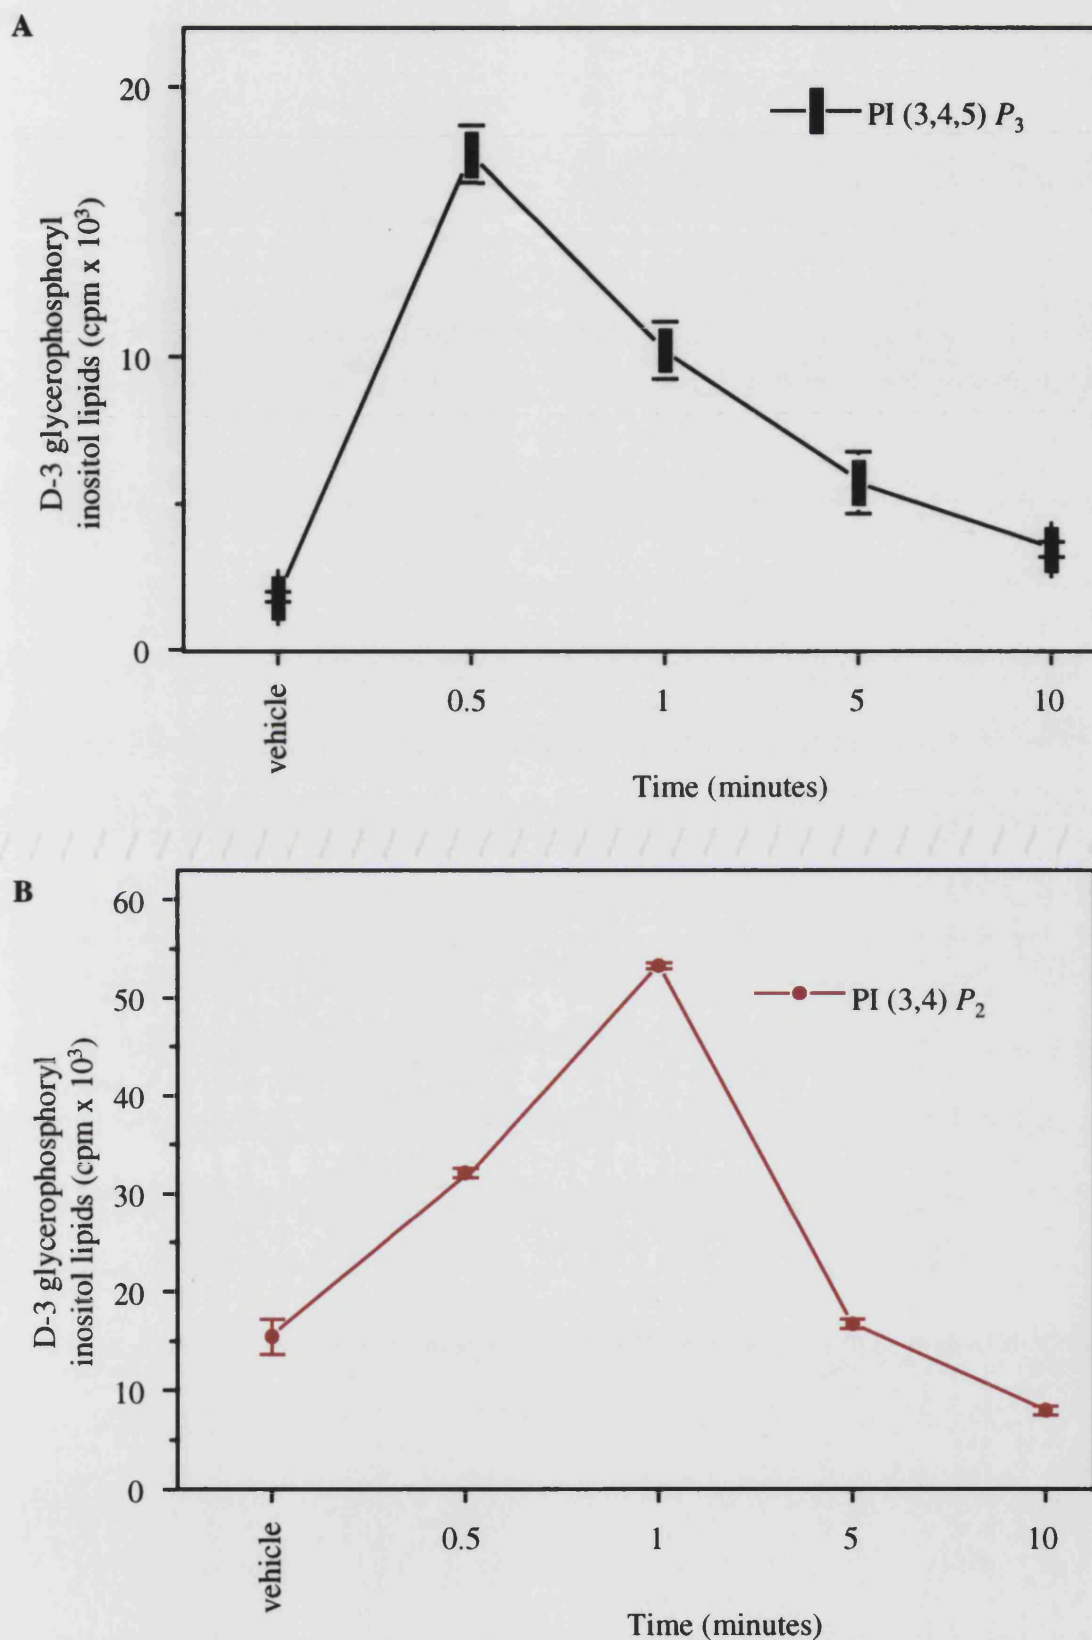 A
20
10
0
D-3 glycerophosphoryl
inositol lipids (cpm x 10³)
PI (3,4,5) P₃
vehicle
0.5
1
5
10
Time (minutes)
B
60
50
40
30
20
10
0
D-3 glycerophosphoryl
inositol lipids (cpm x 10³)
PI (3,4) P₂
vehicle
0.5
1
5
10
Time (minutes)